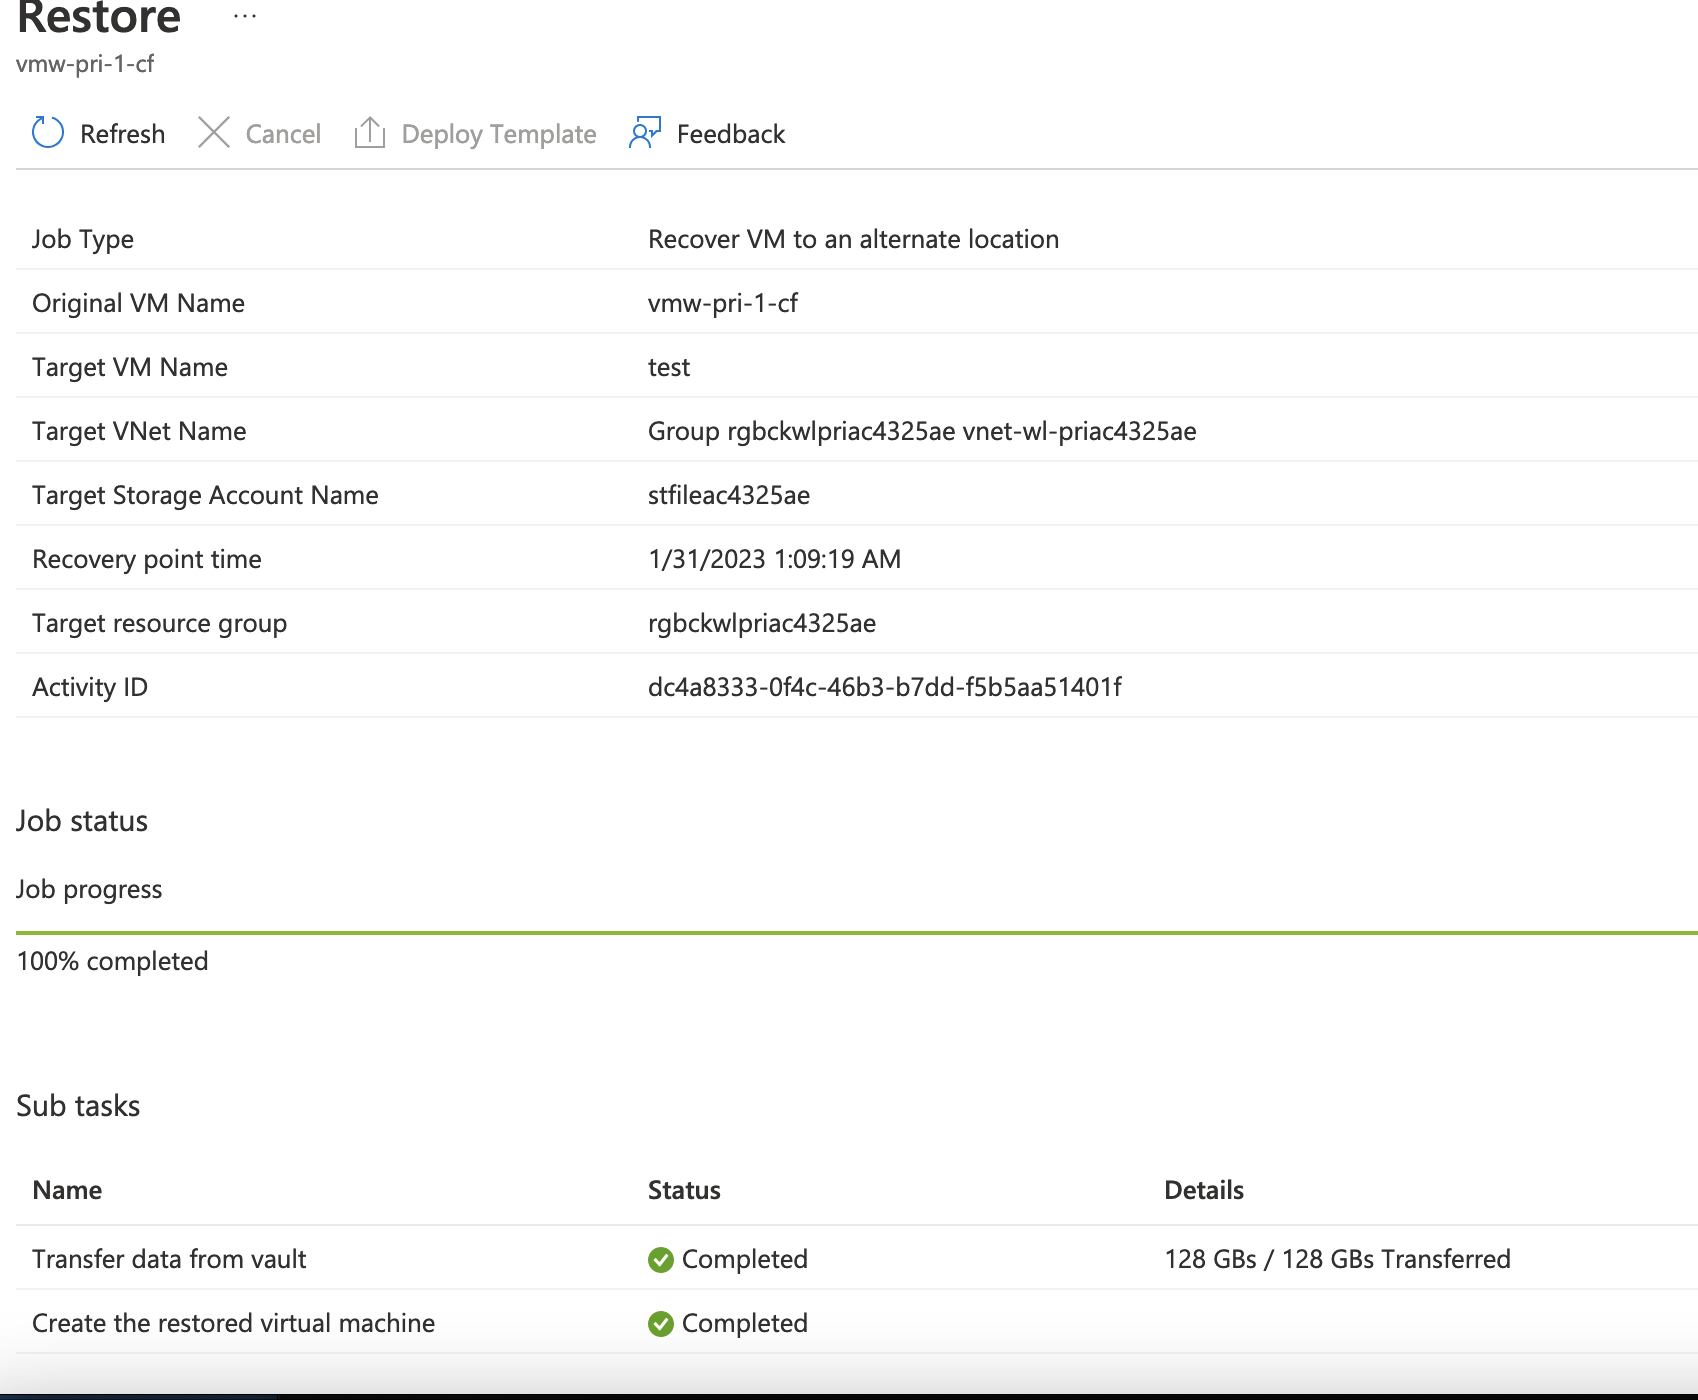 Restore ...
vmw-pri-1-cf
Refresh Cancel Deploy Template Feedback
Job Type Recover VM to an alternate location
Original VM Name vmw-pri-1-cf
Target VM Name test
Target VNet Name Group rgbckwlpriac4325ae vnet-wl-priac4325ae
Target Storage Account Name stfileac4325ae
Recovery point time 1/31/2023 1:09:19 AM
Target resource group rgbckwlpriac4325ae
Activity ID dc4a8333-0f4c-46b3-b7dd-f5b5aa51401f
Job status
Job progress
100% completed
Sub tasks
Name Status Details
Transfer data from vault Completed 128 GBs / 128 GBs Transferred
Create the restored virtual machine Completed